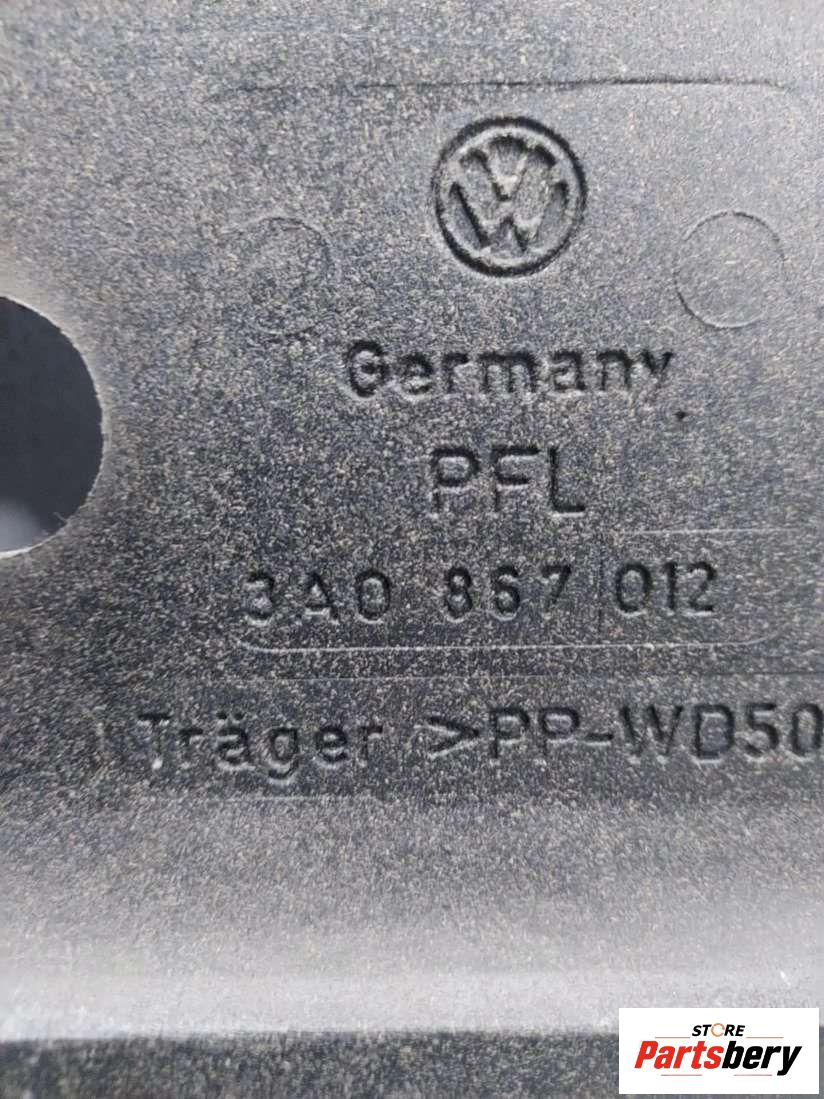 Germany
PFL
3A0 867 012
Träger >PP-WD50
STORE
Partsbery